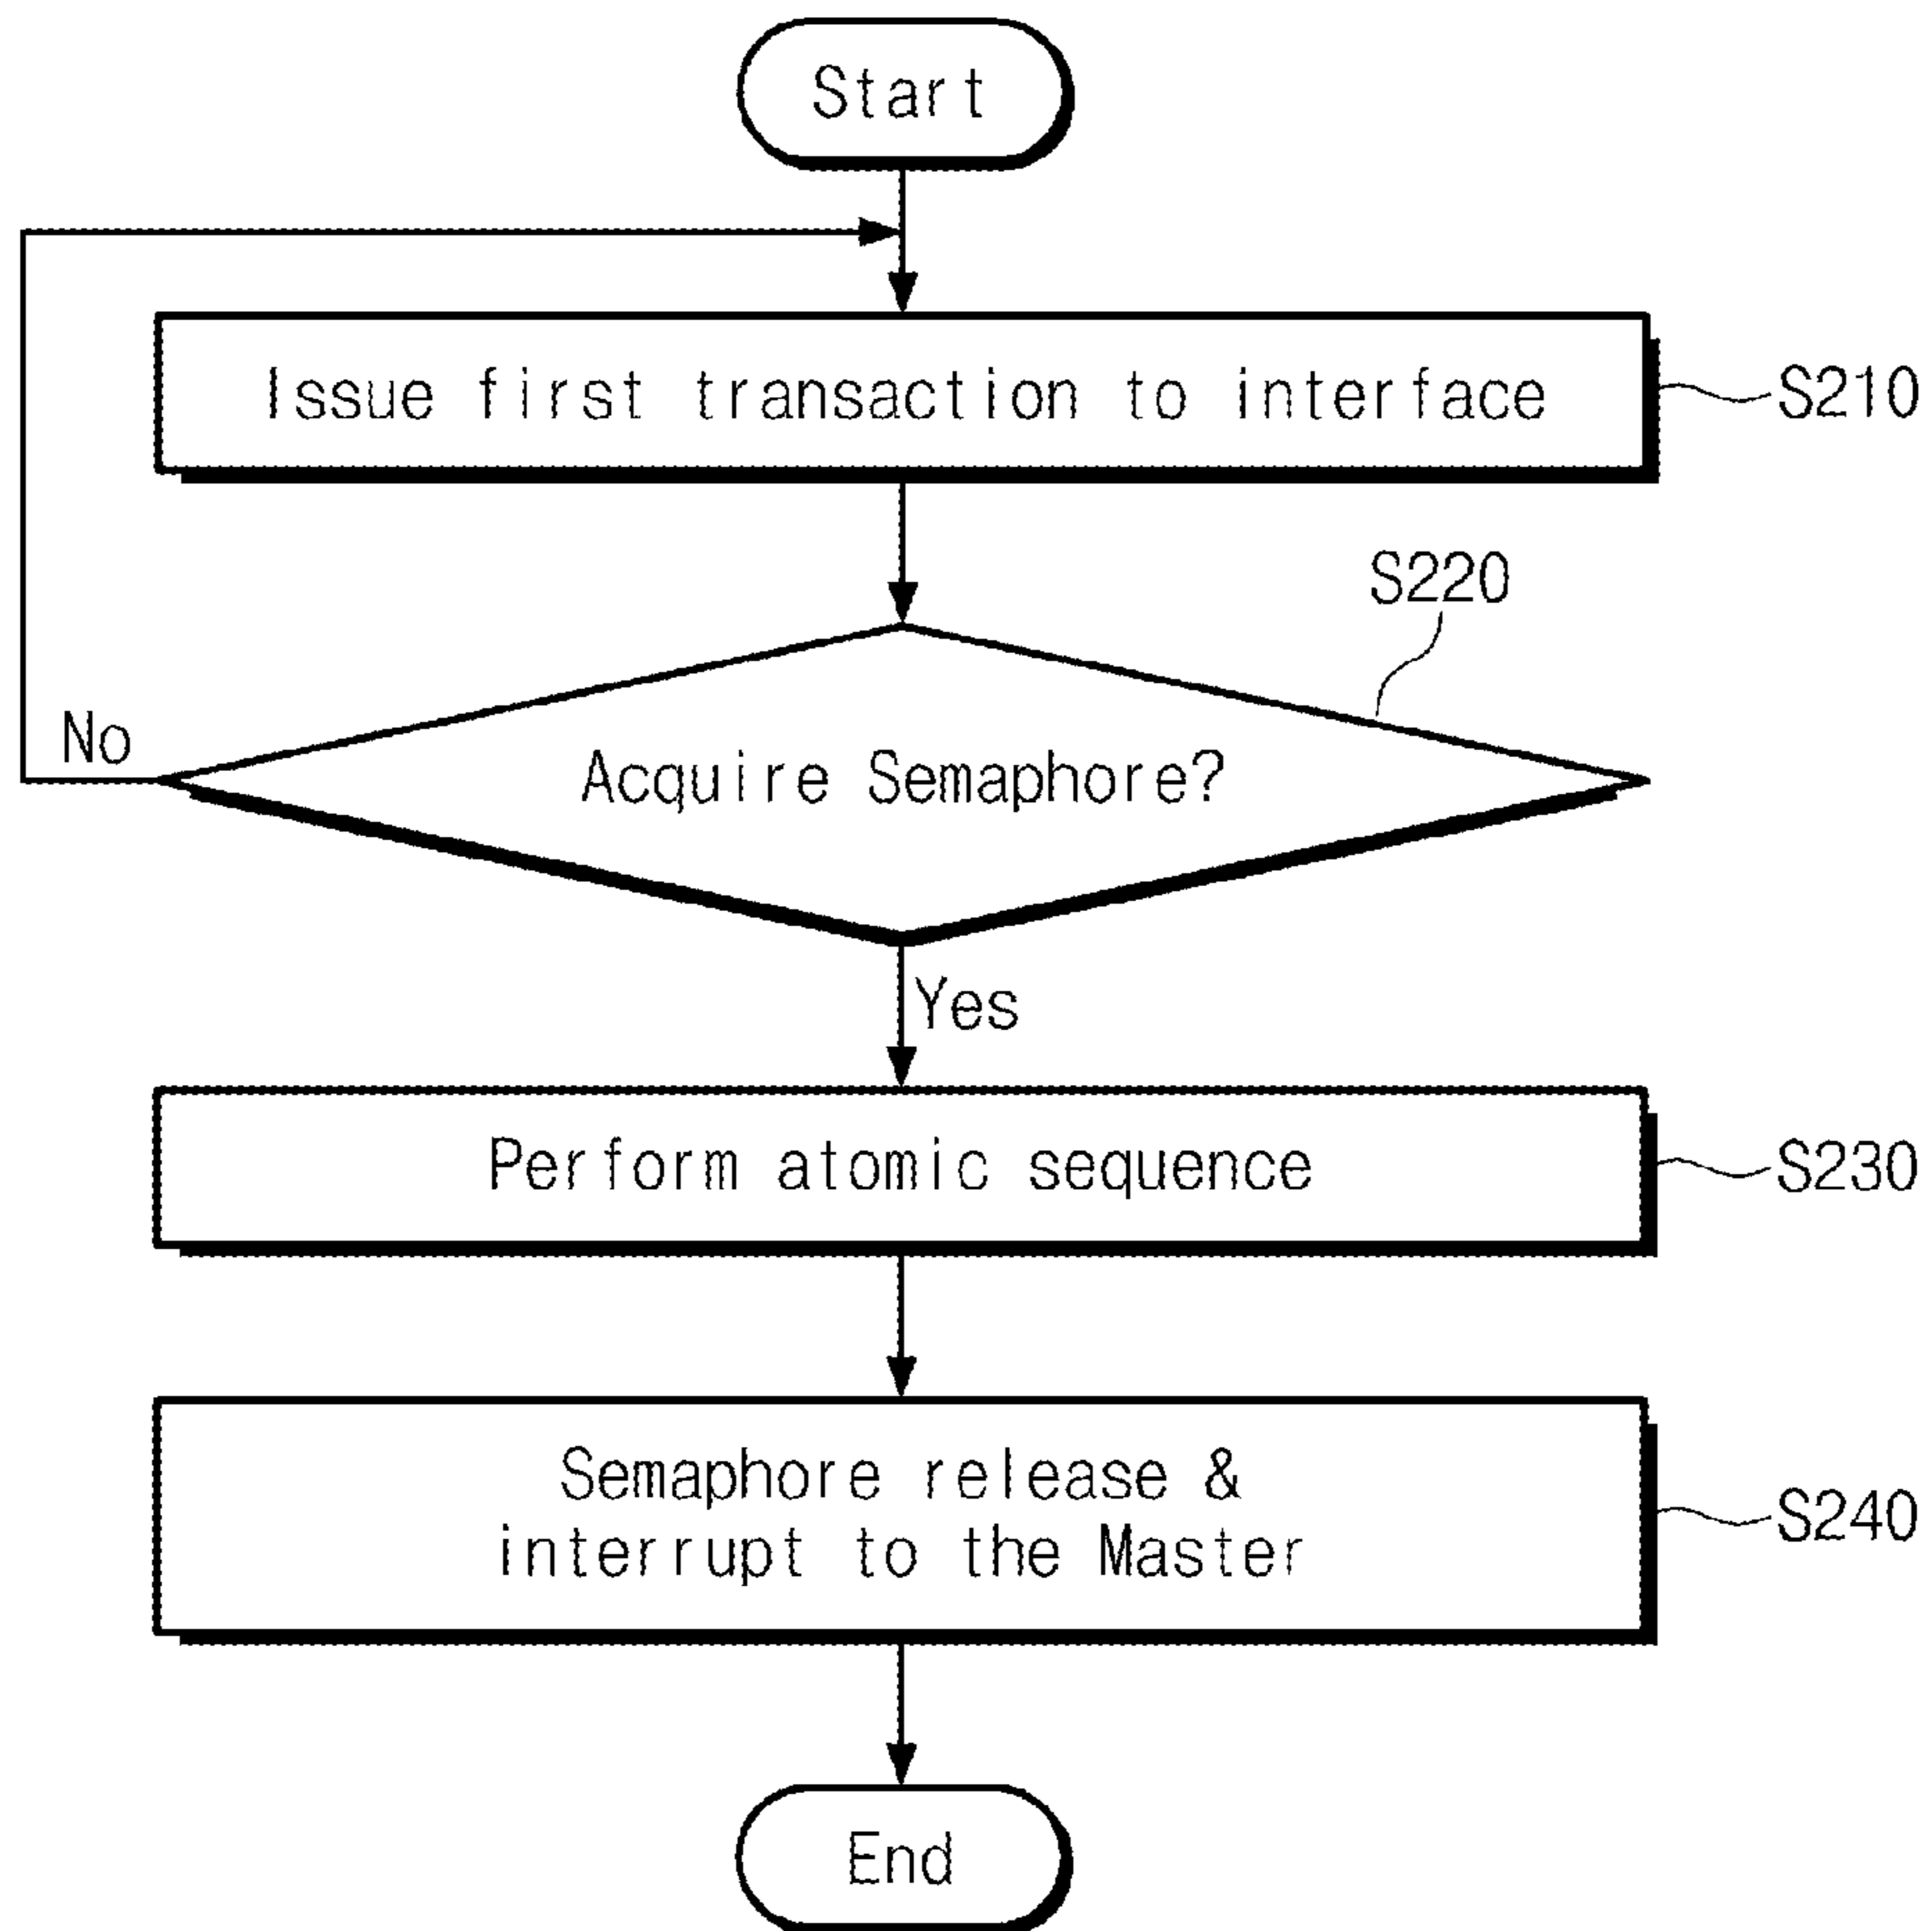 Start
Issue first transaction to interface
S210
S220
Acquire Semaphore?
No
Yes
Perform atomic sequence
S230
Semaphore release &
interrupt to the Master
S240
End